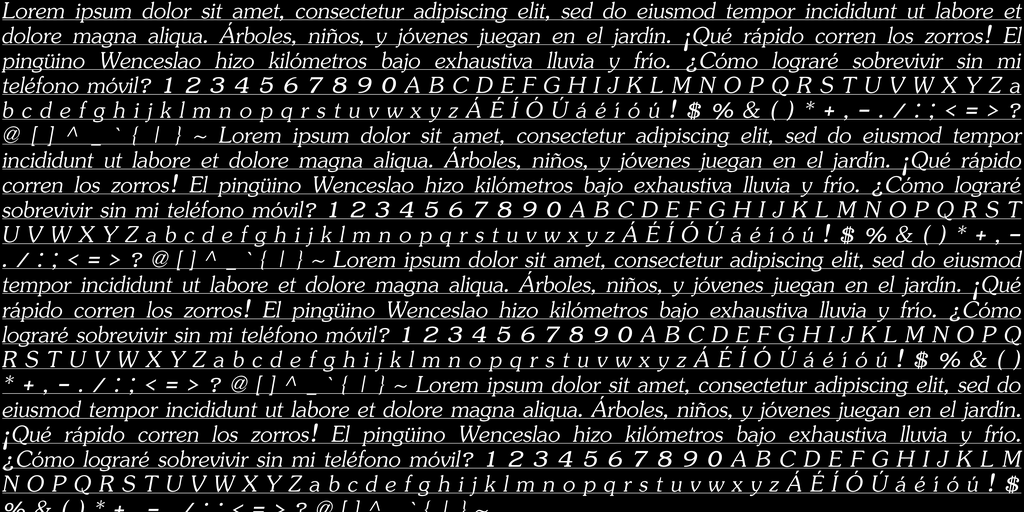 Lorem ipsum dolor sit amet, consectetur adipiscing elit, sed do eiusmod tempor incididunt ut labore et
dolore magna aliqua. Árboles, niños, y jóvenes juegan en el jardín. ¡Qué rápido corren los zorros! El
pingüino Wenceslao hizo kilómetros bajo exhaustiva lluvia y frío. ¿Cómo lograré sobrevivir sin mi
teléfono móvil? 1 2 3 4 5 6 7 8 9 0 A B C D E F G H I J K L M N O P Q R S T U V W X Y Z a
b c d e f g h i j k l m n o p q r s t u v w x y z Á É Í Ó Ú á é í ó ú ! $ % & ( ) * + , - . / : ; < = > ?
@ [ ] ^ _ ` { | } ~ Lorem ipsum dolor sit amet, consectetur adipiscing elit, sed do eiusmod tempor
incididunt ut labore et dolore magna aliqua. Árboles, niños, y jóvenes juegan en el jardín. ¡Qué rápido
corren los zorros! El pingüino Wenceslao hizo kilómetros bajo exhaustiva lluvia y frío. ¿Cómo lograré
sobrevivir sin mi teléfono móvil? 1 2 3 4 5 6 7 8 9 0 A B C D E F G H I J K L M N O P Q R S T
U V W X Y Z a b c d e f g h i j k l m n o p q r s t u v w x y z Á É Í Ó Ú á é í ó ú ! $ % & ( ) * + , -
. / : ; < = > ? @ [ ] ^ _ ` { | } ~ Lorem ipsum dolor sit amet, consectetur adipiscing elit, sed do eiusmod
tempor incididunt ut labore et dolore magna aliqua. Árboles, niños, y jóvenes juegan en el jardín. ¡Qué
rápido corren los zorros! El pingüino Wenceslao hizo kilómetros bajo exhaustiva lluvia y frío. ¿Cómo
lograré sobrevivir sin mi teléfono móvil? 1 2 3 4 5 6 7 8 9 0 A B C D E F G H I J K L M N O P Q
R S T U V W X Y Z a b c d e f g h i j k l m n o p q r s t u v w x y z Á É Í Ó Ú á é í ó ú ! $ % & ( )
* + , - . / : ; < = > ? @ [ ] ^ _ ` { | } ~ Lorem ipsum dolor sit amet, consectetur adipiscing elit, sed do
eiusmod tempor incididunt ut labore et dolore magna aliqua. Árboles, niños, y jóvenes juegan en el jardín.
¡Qué rápido corren los zorros! El pingüino Wenceslao hizo kilómetros bajo exhaustiva lluvia y frío.
¿Cómo lograré sobrevivir sin mi teléfono móvil? 1 2 3 4 5 6 7 8 9 0 A B C D E F G H I J K L M
N O P Q R S T U V W X Y Z a b c d e f g h i j k l m n o p q r s t u v w x y z Á É Í Ó Ú á é í ó ú ! $
% & ( ) * + , - . / : ; < = > ? @ [ ] ^ _ ` { | } ~